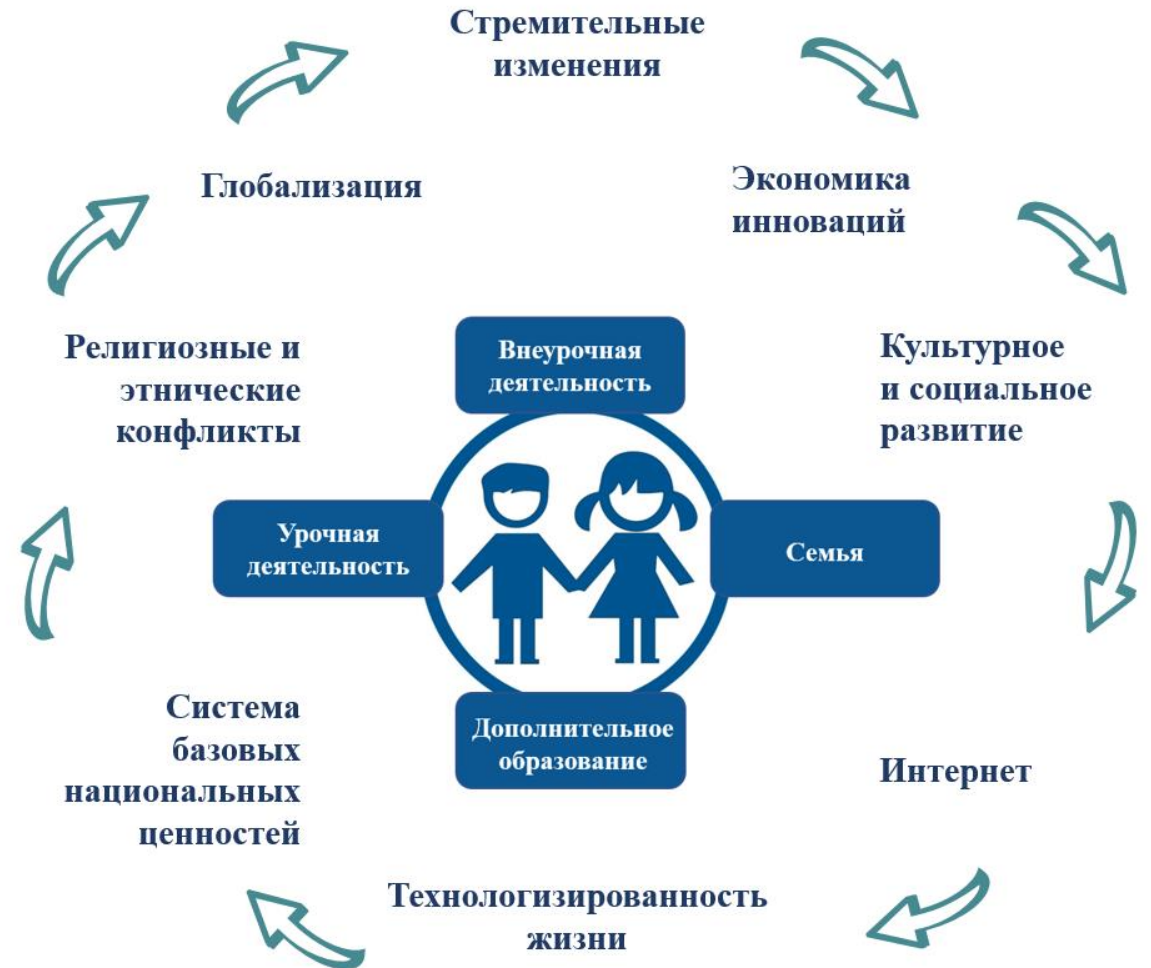 Стремительные
изменения
Глобализация
Экономика
инноваций
Религиозные и
этнические
конфликты
Внеурочная
деятельность
Культурное
и социальное
развитие
Урочная
деятельность
Семья
Система
базовых
национальных
ценностей
Дополнительное
образование
Интернет
Технологизированность
жизни